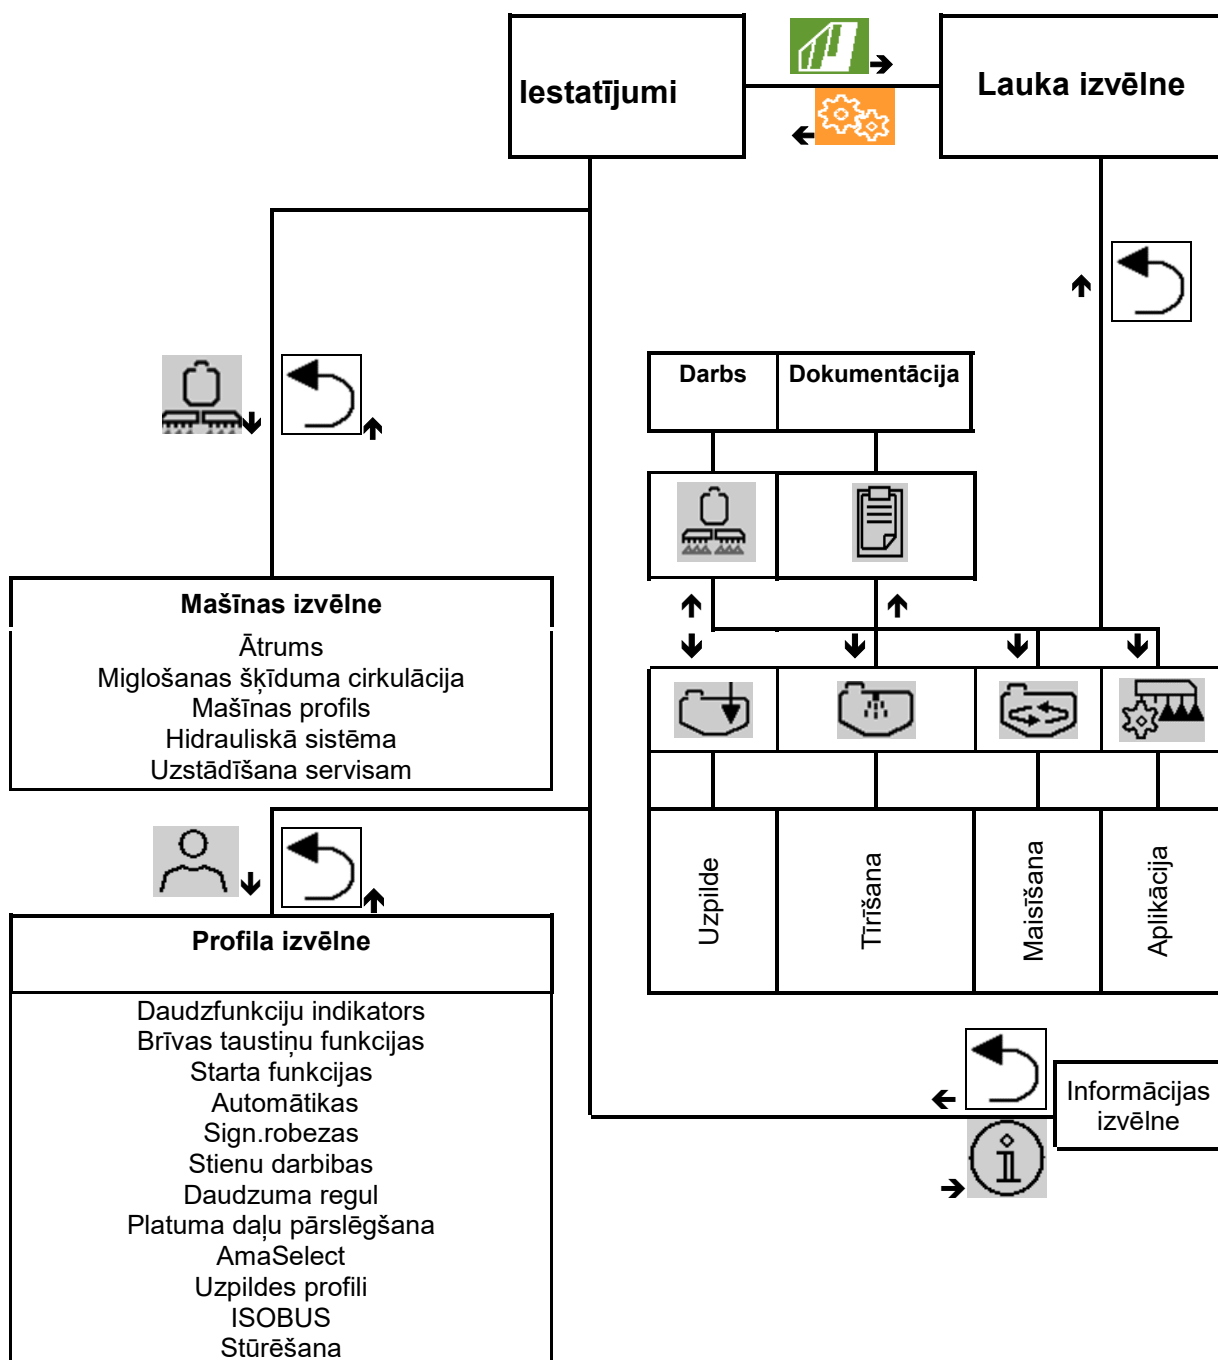 Iestatījumi
Lauka izvēlne
Darbs
Dokumentācija
Mašīnas izvēlne
Ātrums
Miglošanas šķīduma cirkulācija
Mašīnas profils
Hidrauliskā sistēma
Uzstādīšana servisam
Uzpilde
Tīrīšana
Maisīšana
Aplikācija
Profila izvēlne
Daudzfunkciju indikators
Brīvas taustiņu funkcijas
Starta funkcijas
Automātikas
Sign.robezas
Stienu darbibas
Daudzuma regul
Platuma daļu pārslēgšana
AmaSelect
Uzpildes profili
ISOBUS
Stūrēšana
Informācijas
izvēlne